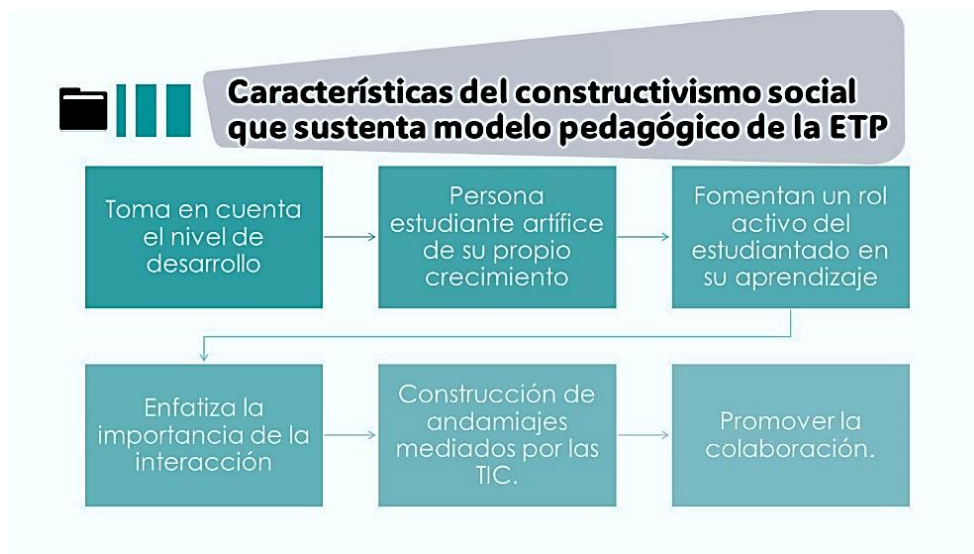 Características del constructivismo social
que sustenta modelo pedagógico de la ETP
Toma en cuenta
el nivel de
desarrollo
Persona
estudiante artífice
de su propio
crecimiento
Fomentan un rol
activo del
estudiantado en
su aprendizaje
Enfatiza la
importancia de la
interacción
Construcción de
andamiajes
mediados por las
TIC.
Promover la
colaboración.